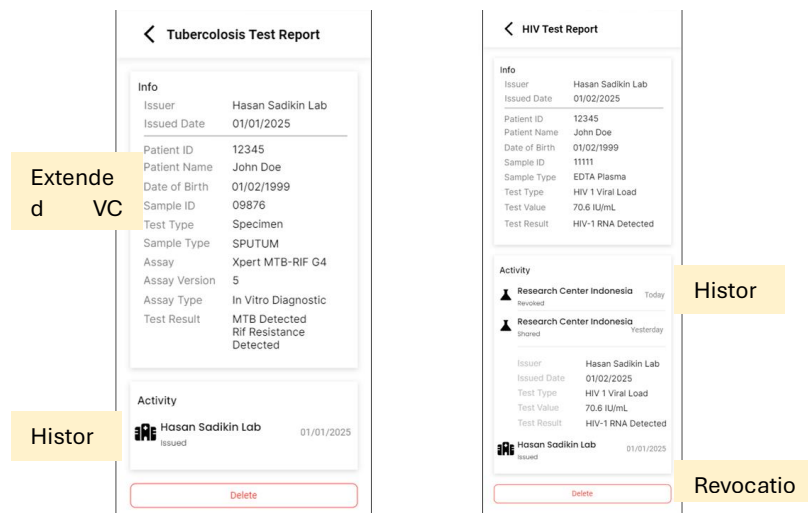 Tubercolosis Test Report
Info
Issuer Hasan Sadikin Lab
Issued Date 01/01/2025
Patient ID 12345
Patient Name John Doe
Date of Birth 01/02/1999
Sample ID 09876
Test Type Specimen
Sample Type SPUTUM
Assay Xpert MTB-RIF G4
Assay Version 5
Assay Type In Vitro Diagnostic
Test Result MTB Detected
Rif Resistance
Detected
Activity
Hasan Sadikin Lab 01/01/2025
Issued
Delete
Extende
d VC
Histor
HIV Test Report
Info
Issuer Hasan Sadikin Lab
Issued Date 01/02/2025
Patient ID 12345
Patient Name John Doe
Date of Birth 01/02/1999
Sample ID 11111
Sample Type EDTA Plasma
Test Type HIV 1 Viral Load
Test Value 70.6 IU/mL
Test Result HIV-1 RNA Detected
Activity
Research Center Indonesia Today
Revoked
Research Center Indonesia Yesterday
Shared
Issuer Hasan Sadikin Lab
Issued Date 01/02/2025
Test Type HIV 1 Viral Load
Test Value 70.6 IU/mL
Test Result HIV-1 RNA Detected
Hasan Sadikin Lab 01/01/2025
Issued
Delete
Histor
Revocatio